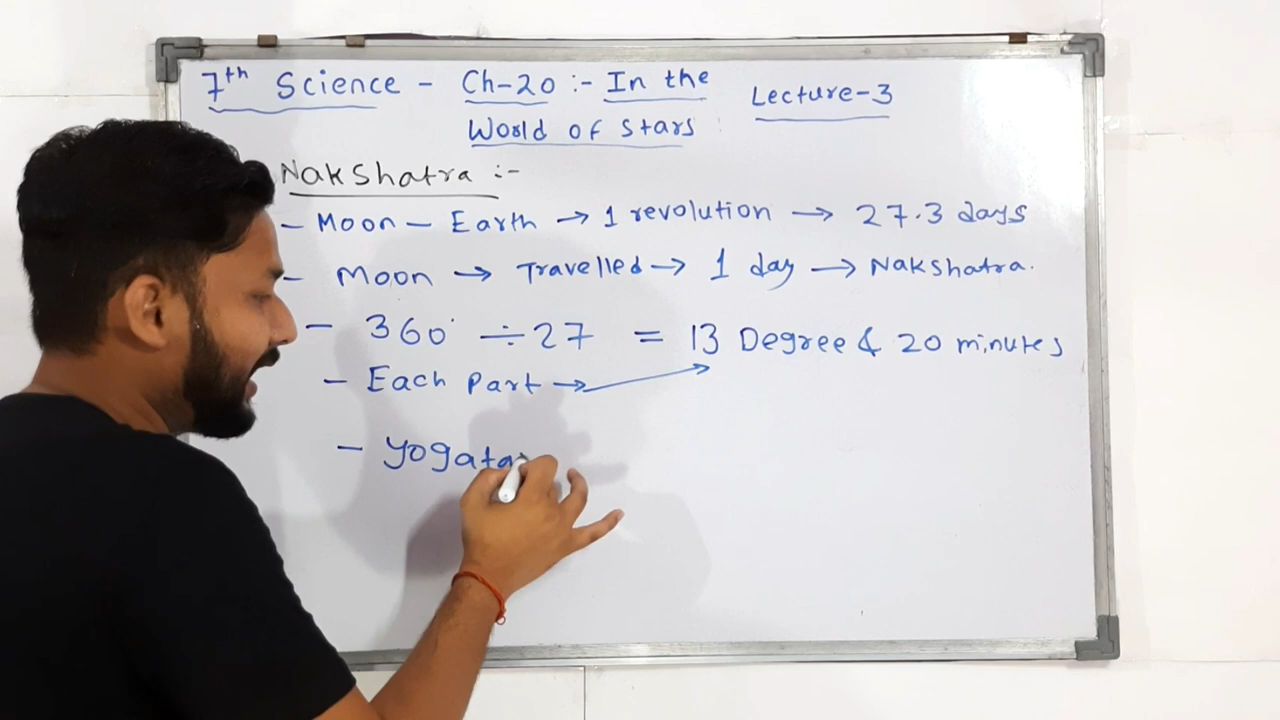 7th Science - Ch-20 :- In the
World of Stars
Lecture-3
Nakshatra :-
- Moon - Earth → 1 revolution → 27.3 days
- Moon → Travelled → 1 day → Nakshatra.
- 360° ÷ 27 = 13 Degree & 20 minutes
- Each Part →
- Yogata